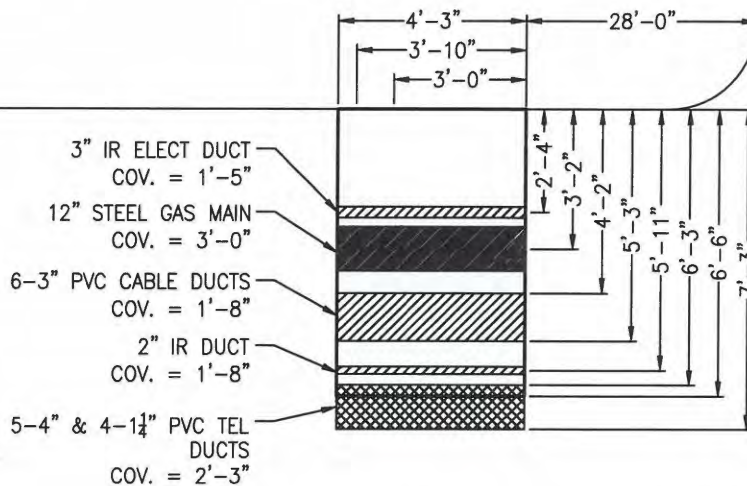 4'-3"
28'-0"
3'-10"
3'-0"
3" IR ELECT DUCT
COV. = 1'-5"
12" STEEL GAS MAIN
COV. = 3'-0"
6-3" PVC CABLE DUCTS
COV. = 1'-8"
2" IR DUCT
COV. = 1'-8"
5-4" & 4-1¼" PVC TEL
DUCTS
COV. = 2'-3"
2'-4"
3'-2"
4'-2"
5'-3"
5'-11"
6'-3"
6'-6"
7'-3"